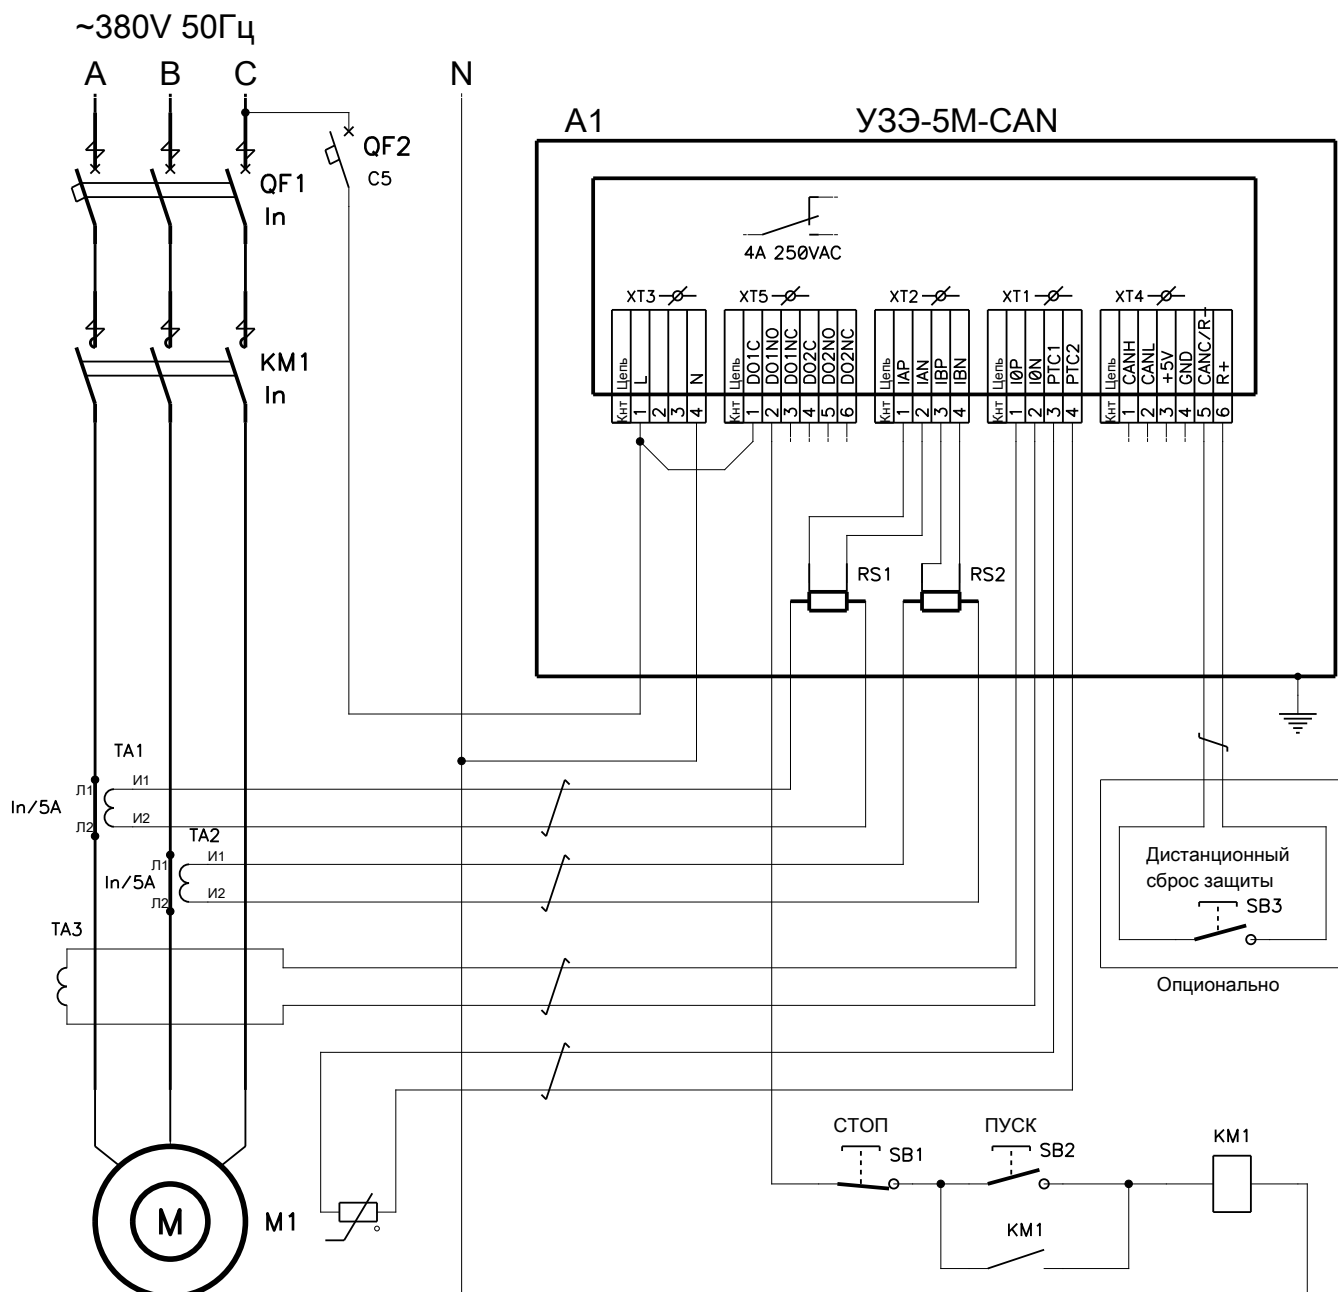 ~380V 50Гц
A B C N
A1 УЗЭ-5М-CAN
QF2
C5
QF1
In
4A 250VAC
XT3 XT5 XT2 XT1 XT4
Кнт Цепь
1 L
2
3
4 N
Кнт Цепь
1 DO1C
2 DO1NO
3 DO1NC
4 DO2C
5 DO2NO
6 DO2NC
Кнт Цепь
1 IAP
2 IAN
3 IBP
4 IBN
Кнт Цепь
1 I0P
2 I0N
3 PTC1
4 PTC2
Кнт Цепь
1 CANH
2 CANL
3 +5V
4 GND
5 CANC/R-
6 R+
KM1
In
RS1 RS2
TA1
Л1 И1
In/5A
Л2 И2
TA2
Л1 И1
In/5A
Л2 И2
TA3
Дистанционный
сброс защиты
SB3
Опционально
СТОП ПУСК KM1
SB1 SB2
KM1
M M1